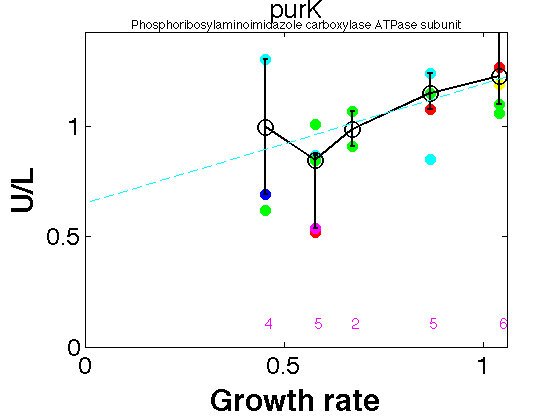 purK
Phosphoribosylaminoimidazole carboxylase ATPase subunit
U/L
1
0.5
0
4 5 2 5 6
0 0.5 1
Growth rate